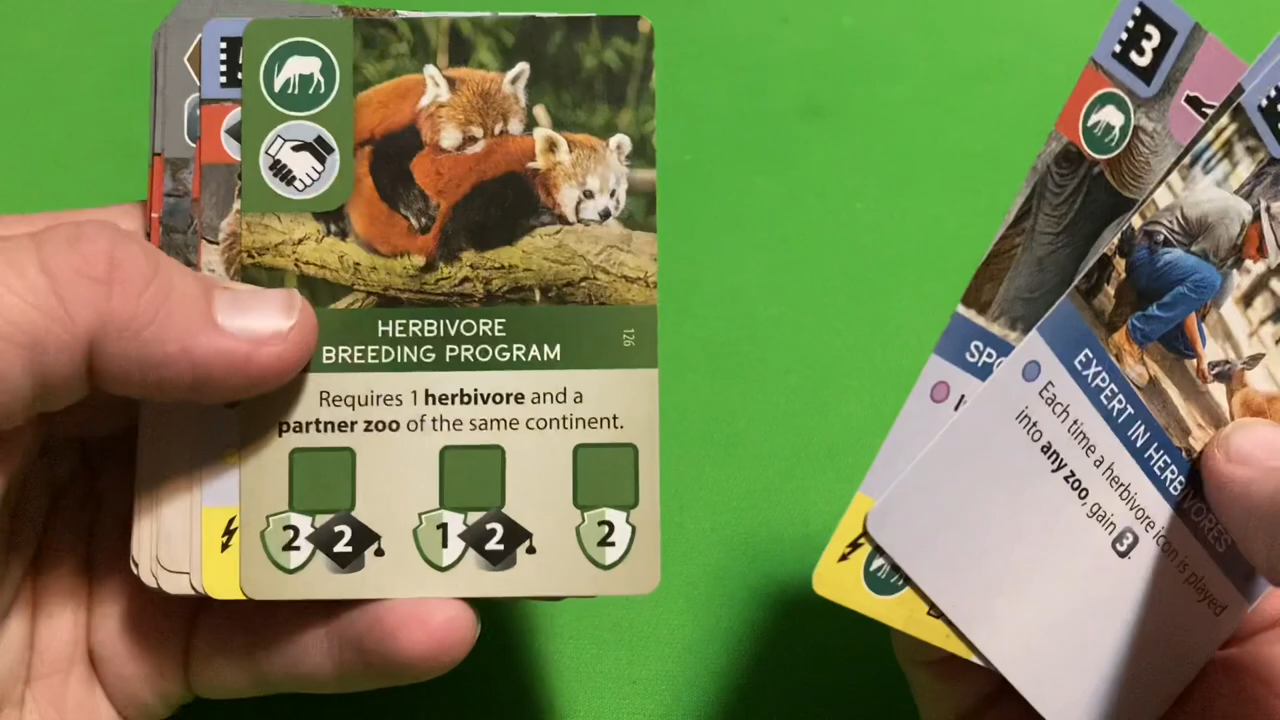 HERBIVORE
BREEDING PROGRAM
126
Requires 1 herbivore and a
partner zoo of the same continent.
2 2 1 2 2
3
SPO
EXPERT IN HERBIVORES
Each time a herbivore icon is played
into any zoo, gain 3.